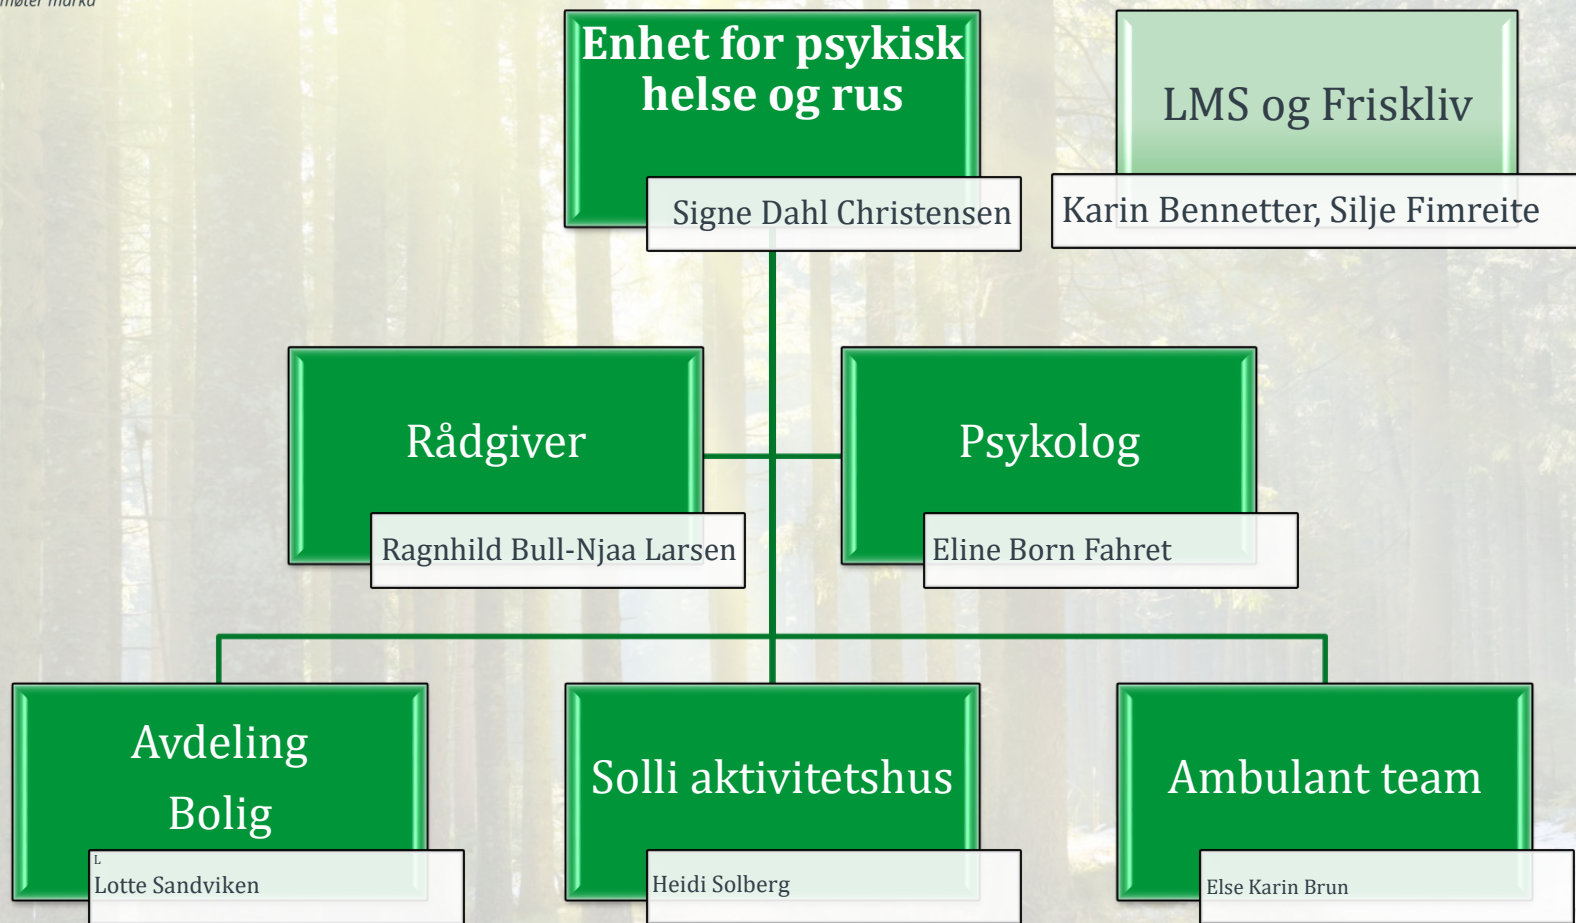 møter marka
Enhet for psykisk
helse og rus
Signe Dahl Christensen
LMS og Friskliv
Karin Bennetter, Silje Fimreite
Rådgiver
Ragnhild Bull-Njaa Larsen
Psykolog
Eline Born Fahret
Avdeling
Bolig
L
Lotte Sandviken
Solli aktivitetshus
Heidi Solberg
Ambulant team
Else Karin Brun